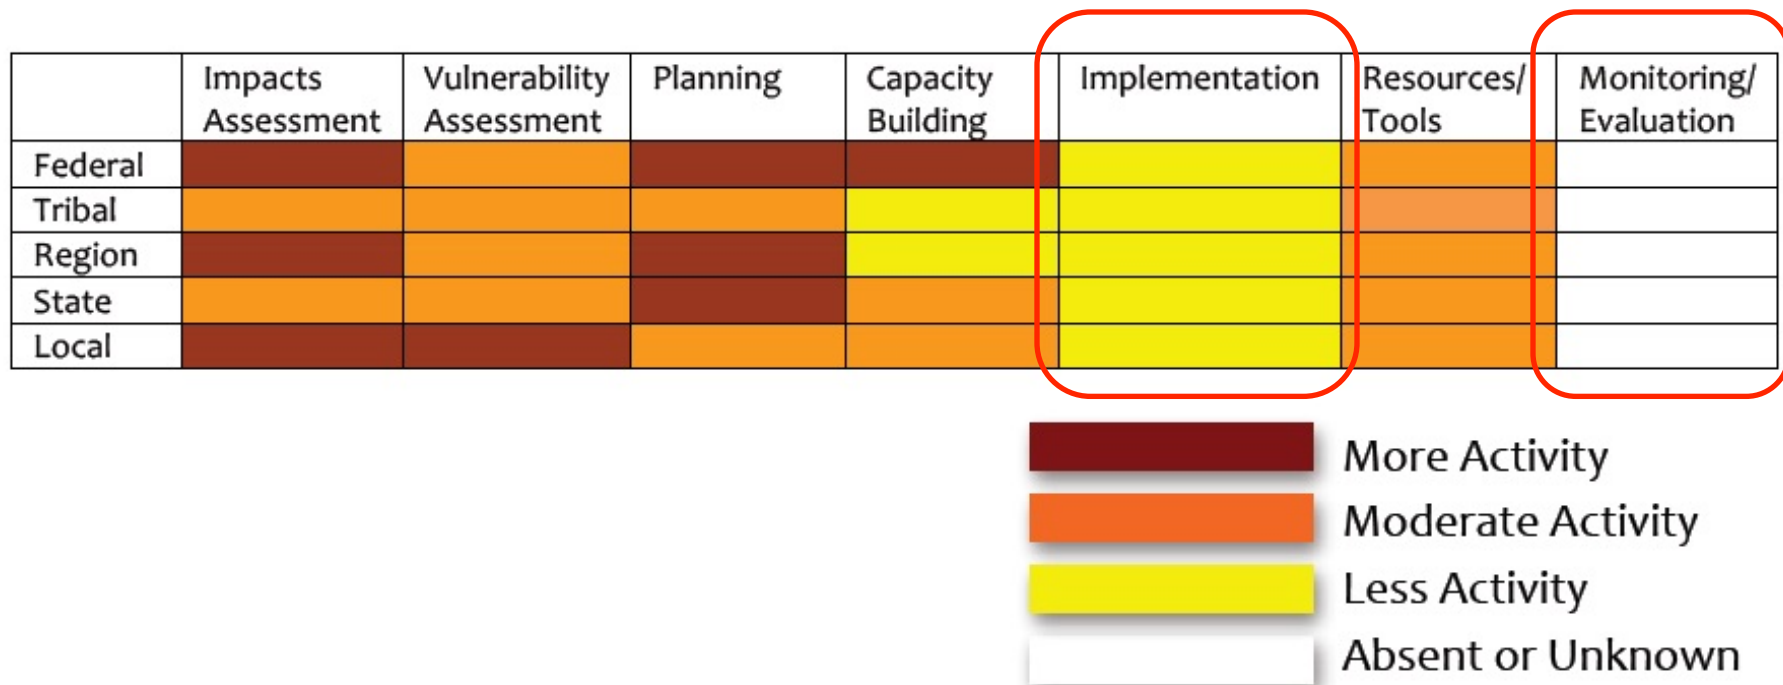 Impacts Assessment
Vulnerability Assessment
Planning
Capacity Building
Implementation
Resources/ Tools
Monitoring/ Evaluation
Federal
Tribal
Region
State
Local
More Activity
Moderate Activity
Less Activity
Absent or Unknown